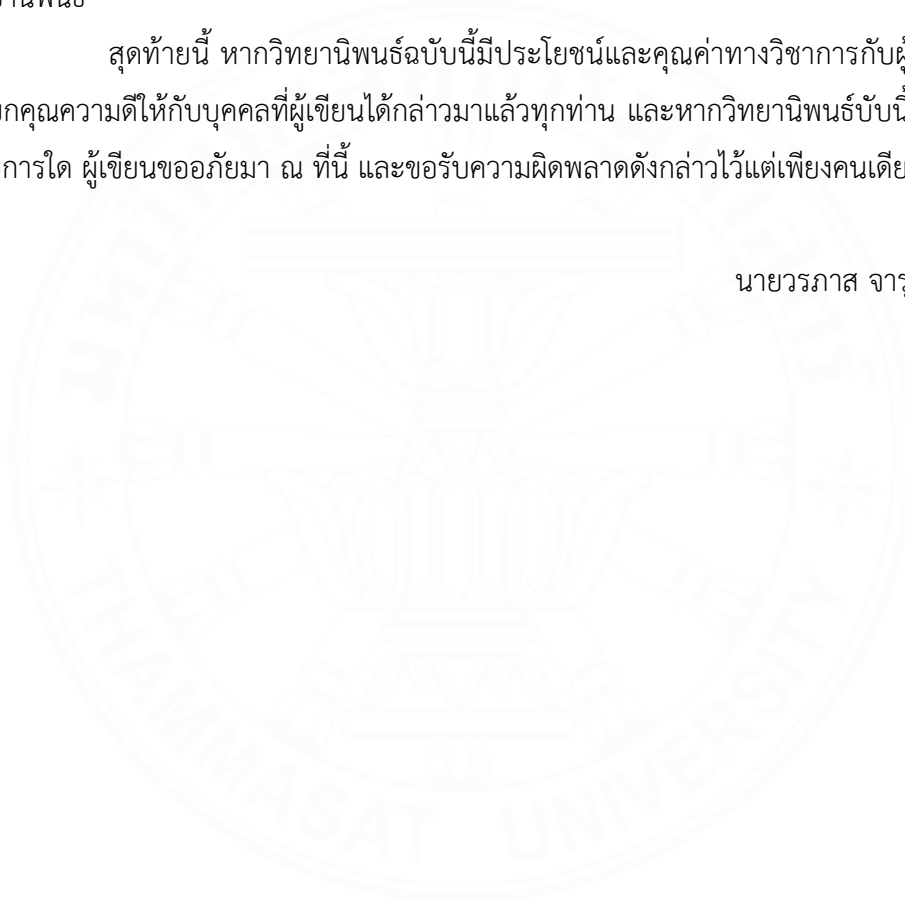 สุดท้ายนี้ หากวิทยานิพนธ์ฉบับนี้มีประโยชน์และคุณค่าทางวิชาการกับ
กคุณความดีให้กับบุคคลที่ผู้เขียนได้กล่าวมาแล้วทุกท่าน และหากวิทยานิพนธ์บับนี้
การใด ผู้เขียนขออภัยมา ณ ที่นี้ และขอรับความผิดพลาดดังกล่าวไว้แต่เพียงคนเดีย
นายวรภาส จาร
THAMMASAT UNIVERSITY